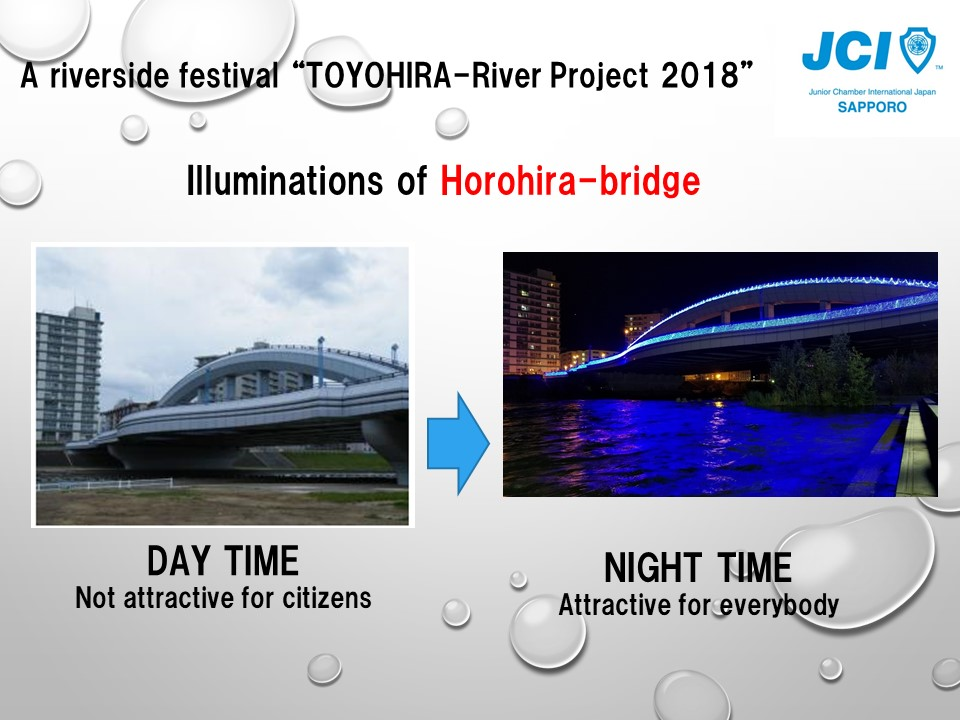 A riverside festival “TOYOHIRA-River Project 2018”
JCI
TM
Junior Chamber International Japan
SAPPORO
Illuminations of Horohira-bridge
DAY TIME
Not attractive for citizens
NIGHT TIME
Attractive for everybody